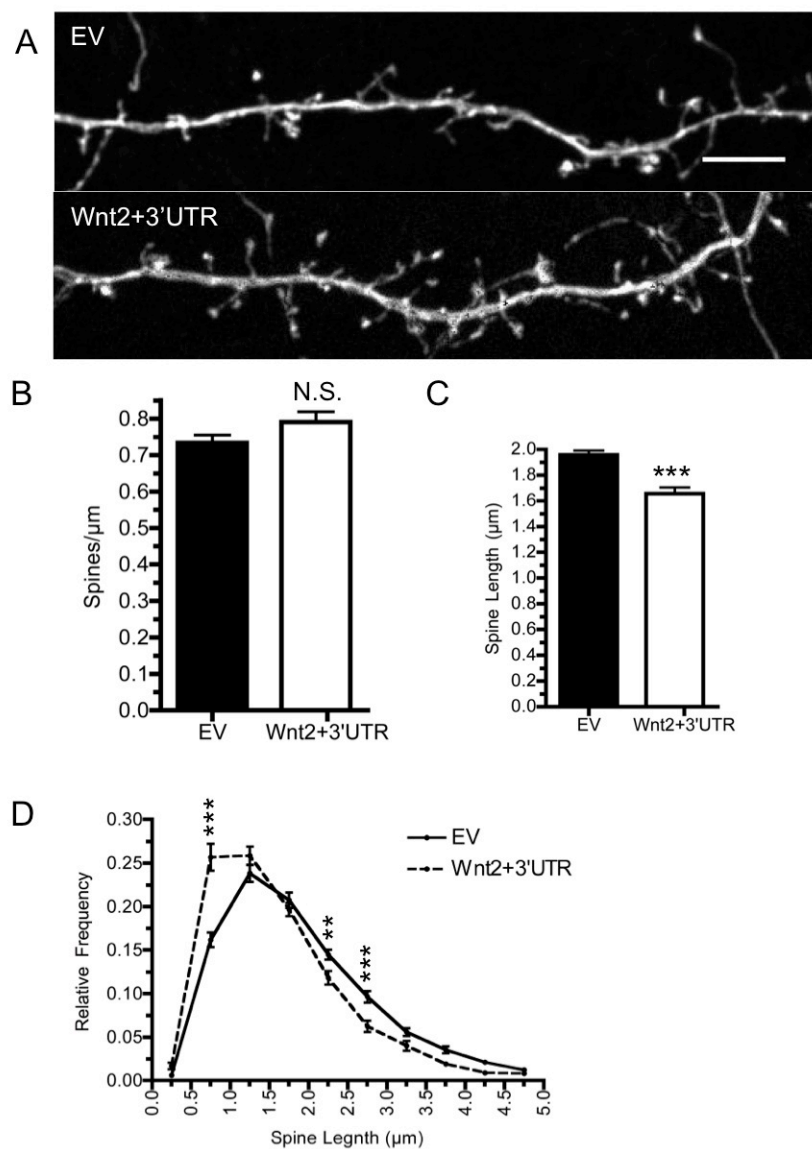 A
EV
Wnt2+3'UTR
B
N.S.
Spines/µm
0.8
0.7
0.6
0.5
0.4
0.3
0.2
0.1
0.0
EV
Wnt2+3'UTR
C
***
Spine Length (µm)
2.0
1.8
1.6
1.4
1.2
1.0
0.8
0.6
0.4
0.2
0.0
EV
Wnt2+3'UTR
D
EV
Wnt2+3'UTR
***
**
***
Relative Frequency
0.30
0.25
0.20
0.15
0.10
0.05
0.00
0.0
0.5
1.0
1.5
2.0
2.5
3.0
3.5
4.0
4.5
5.0
Spine Legnth (µm)